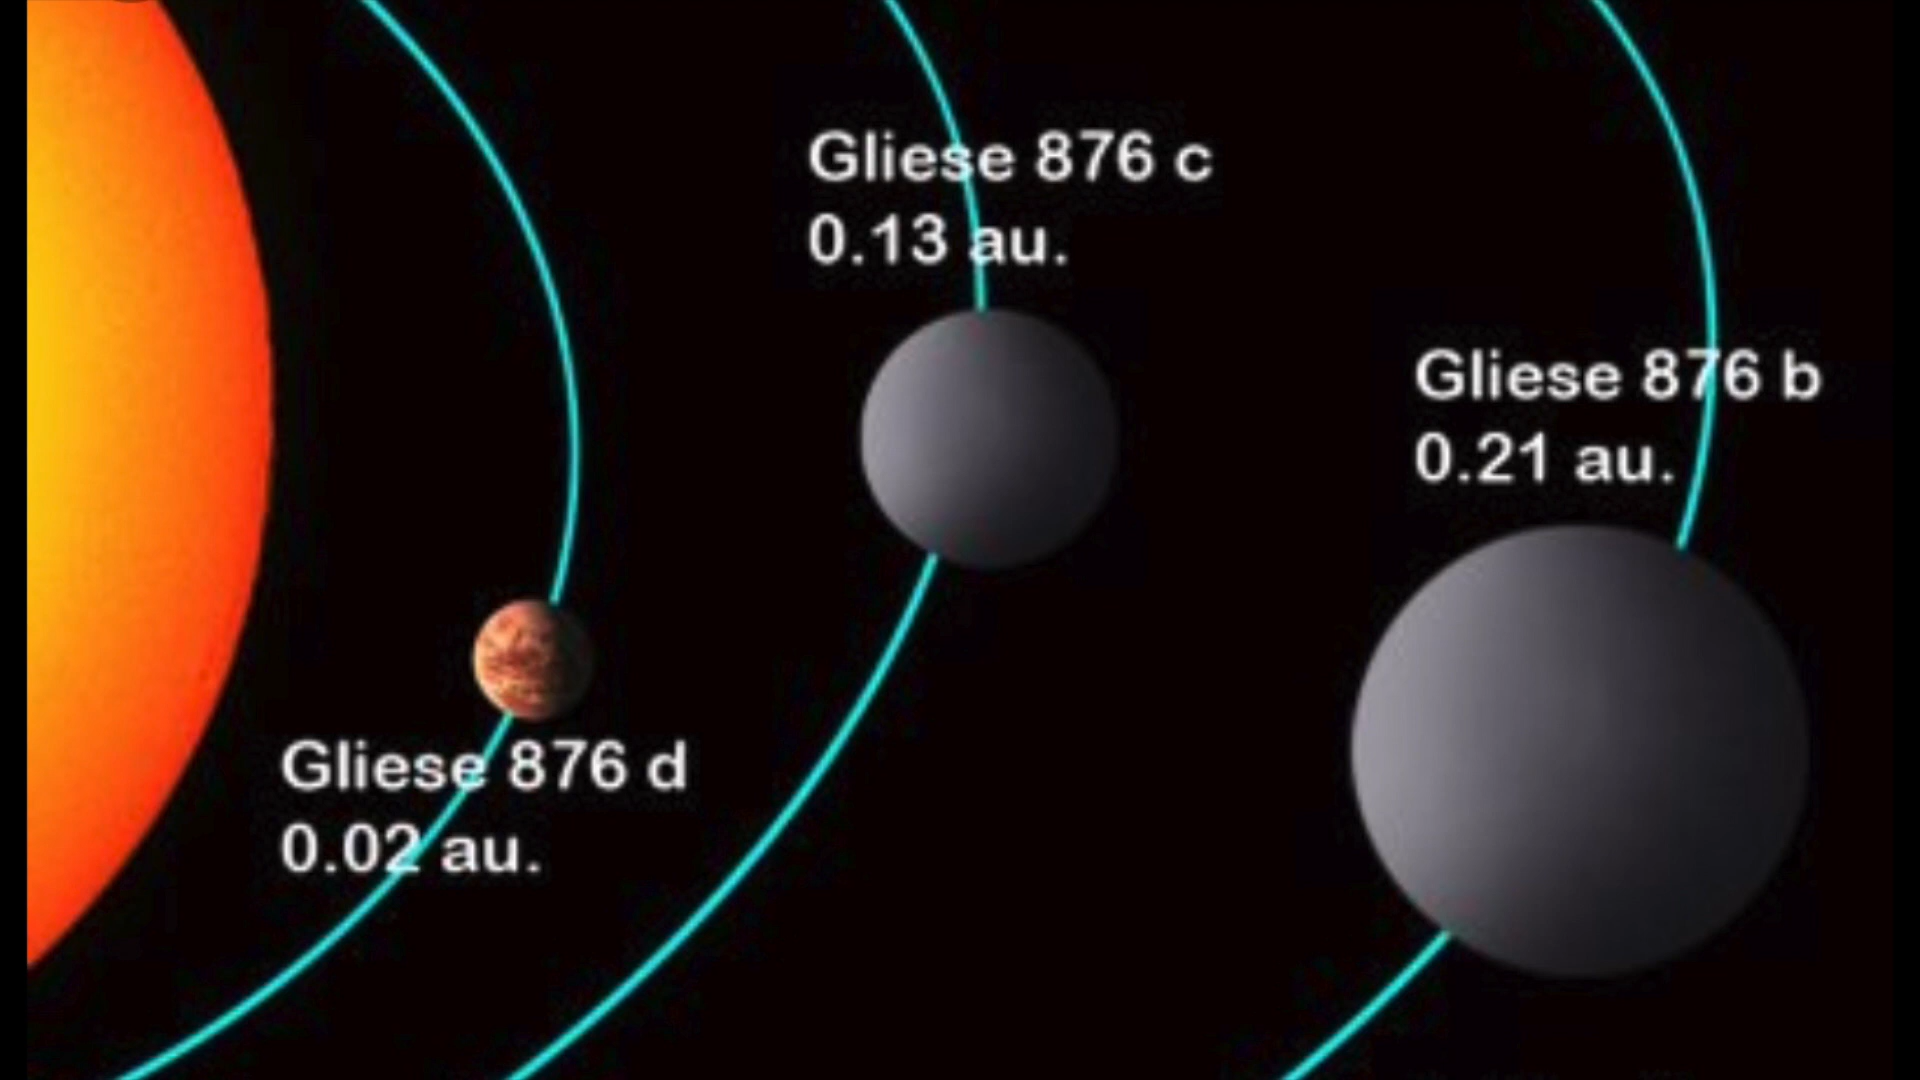 Gliese 876 c
0.13 au.
Gliese 876 b
0.21 au.
Gliese 876 d
0.02 au.